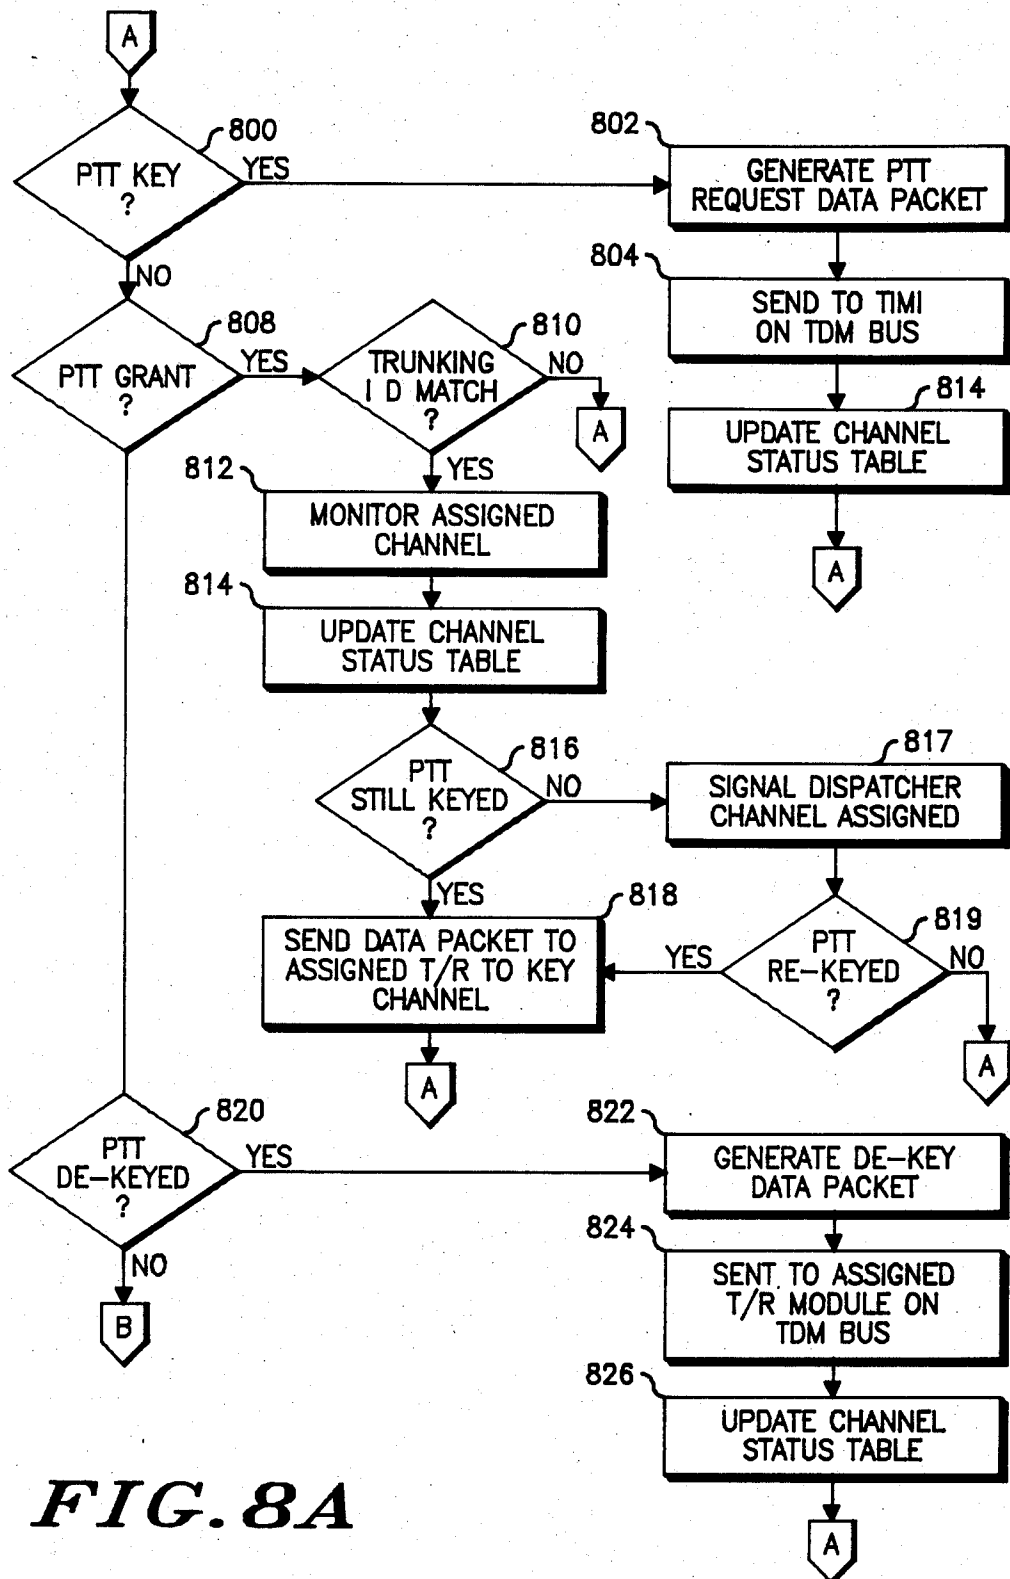 A
800
PTT KEY
?
YES
NO
802
GENERATE PTT
REQUEST DATA PACKET
804
SEND TO TIMI
ON TDM BUS
814
UPDATE CHANNEL
STATUS TABLE
A
808
PTT GRANT
?
YES
810
TRUNKING
I D MATCH
?
NO
A
YES
812
MONITOR ASSIGNED
CHANNEL
814
UPDATE CHANNEL
STATUS TABLE
816
PTT
STILL KEYED
?
NO
YES
817
SIGNAL DISPATCHER
CHANNEL ASSIGNED
819
PTT
RE-KEYED
?
YES
NO
A
818
SEND DATA PACKET TO
ASSIGNED T/R TO KEY
CHANNEL
A
820
PTT
DE-KEYED
?
YES
NO
B
822
GENERATE DE-KEY
DATA PACKET
824
SENT TO ASSIGNED
T/R MODULE ON
TDM BUS
826
UPDATE CHANNEL
STATUS TABLE
A
FIG. 8A